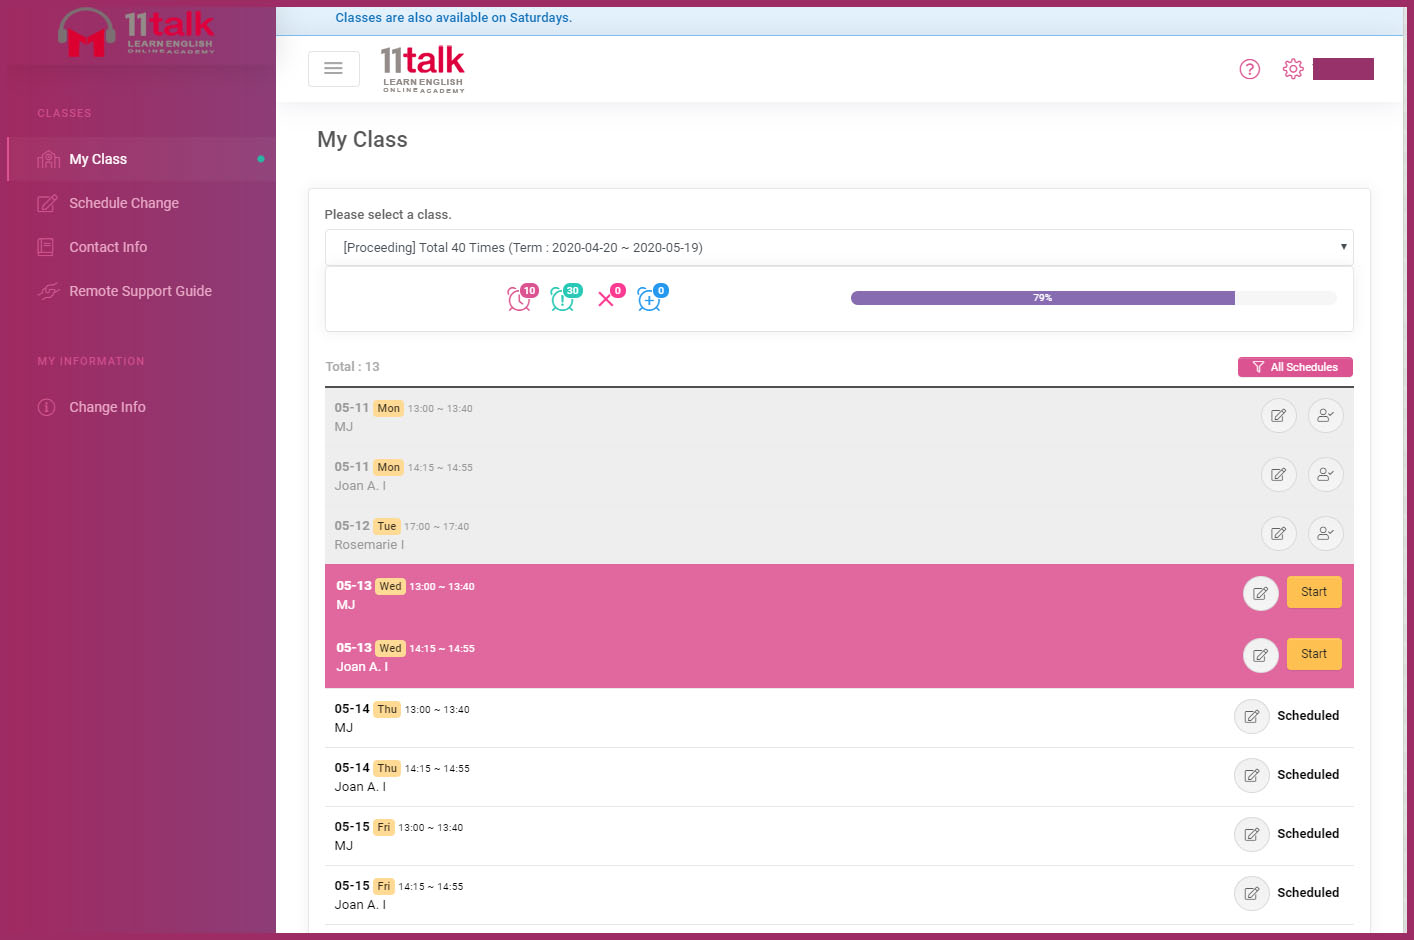 11talk
LEARN ENGLISH
ONLINE ACADEMY
CLASSES
My Class
Schedule Change
Contact Info
Remote Support Guide
MY INFORMATION
Change Info
Classes are also available on Saturdays.
11talk
LEARN ENGLISH
ONLINE ACADEMY
My Class
Please select a class.
[Proceeding] Total 40 Times (Term : 2020-04-20 ~ 2020-05-19)
10 30 0 0 79%
Total : 13 All Schedules
05-11 Mon 13:00 ~ 13:40
MJ
05-11 Mon 14:15 ~ 14:55
Joan A. I
05-12 Tue 17:00 ~ 17:40
Rosemarie I
05-13 Wed 13:00 ~ 13:40 Start
MJ
05-13 Wed 14:15 ~ 14:55 Start
Joan A. I
05-14 Thu 13:00 ~ 13:40 Scheduled
MJ
05-14 Thu 14:15 ~ 14:55 Scheduled
Joan A. I
05-15 Fri 13:00 ~ 13:40 Scheduled
MJ
05-15 Fri 14:15 ~ 14:55 Scheduled
Joan A. I